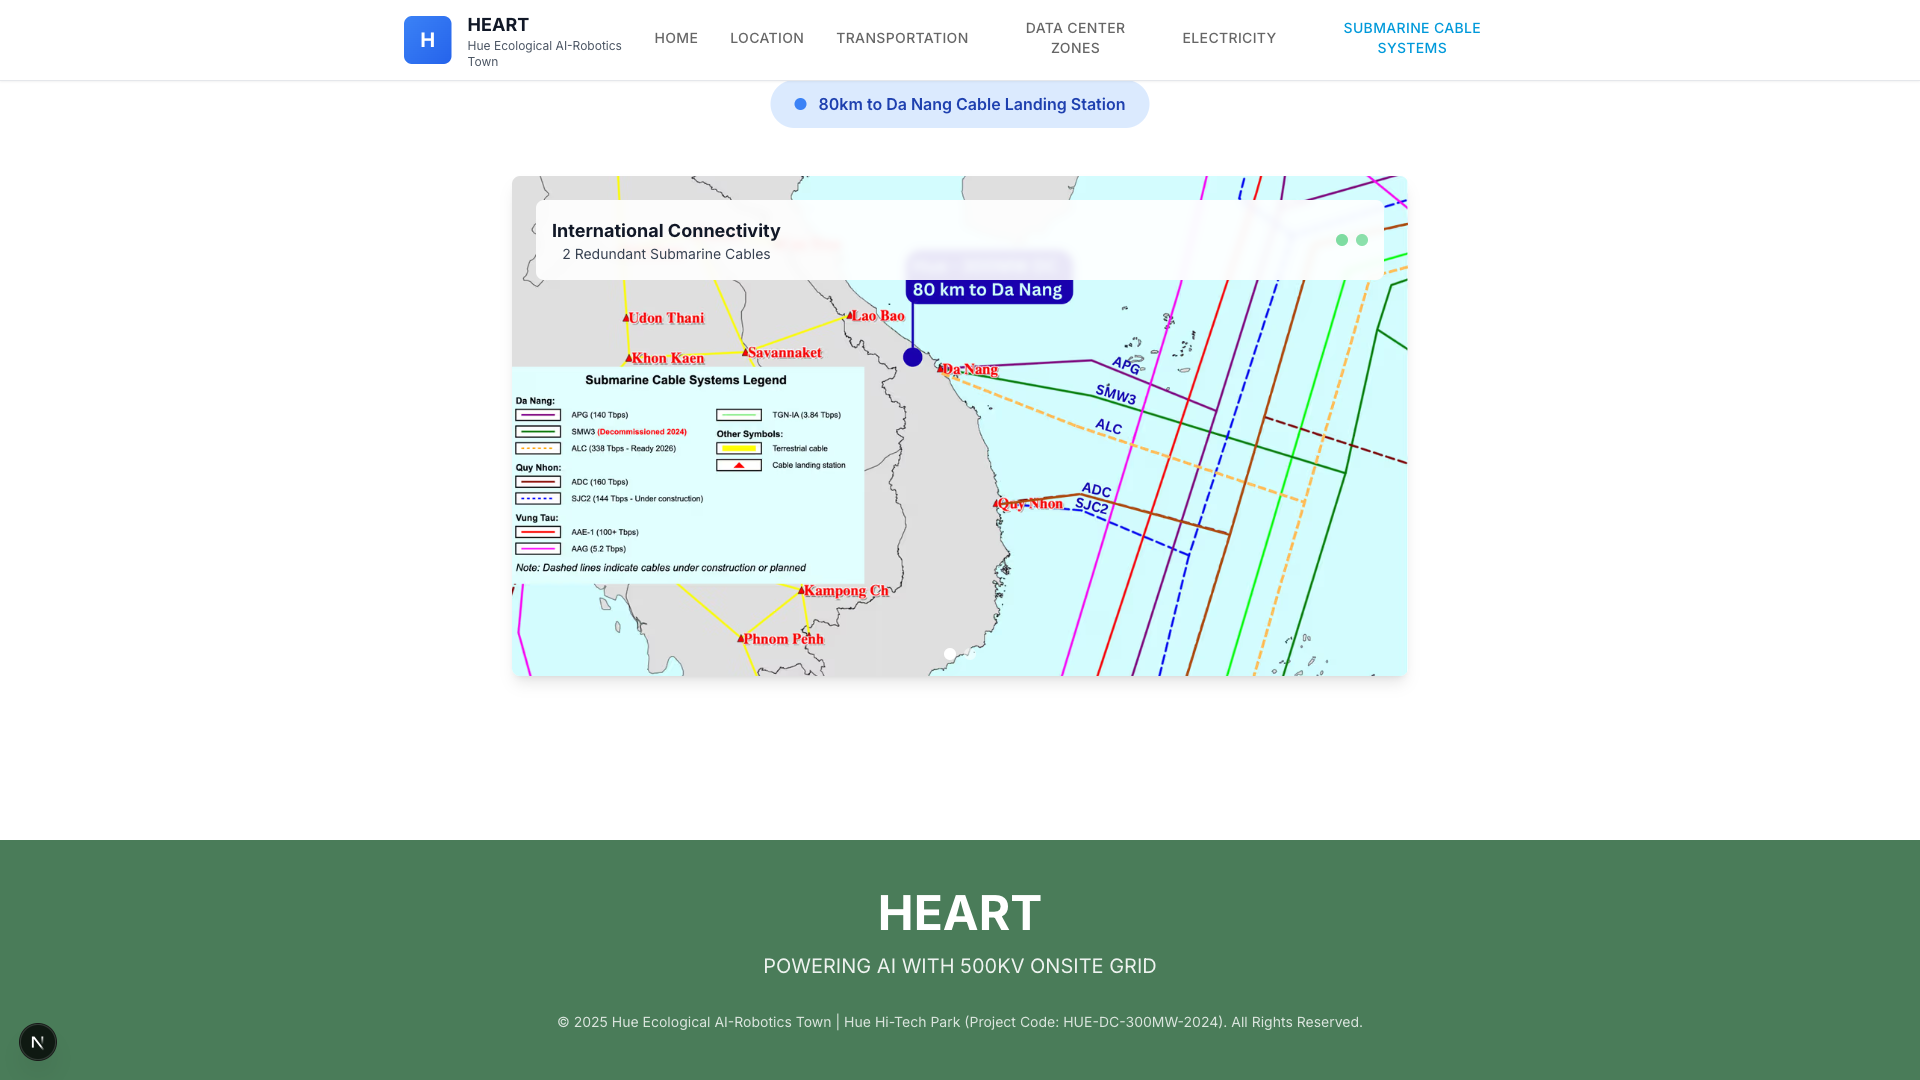 H
HEART
Hue Ecological AI-Robotics
Town
HOME
LOCATION
TRANSPORTATION
DATA CENTER
ZONES
ELECTRICITY
SUBMARINE CABLE
SYSTEMS
80km to Da Nang Cable Landing Station
International Connectivity
2 Redundant Submarine Cables
80 km to Da Nang
Udon Thani
Lao Bao
Khon Kaen
Savannaket
Da Nang
APG
SMW3
ALC
Submarine Cable Systems Legend
Da Nang:
APG (140 Tbps)
SMW3 (Decommissioned 2024)
ALC (338 Tbps - Ready 2026)
Quy Nhon:
ADC (160 Tbps)
SJC2 (144 Tbps - Under construction)
Vung Tau:
AAE-1 (100+ Tbps)
AAG (5.2 Tbps)
TGN-IA (3.84 Tbps)
Other Symbols:
Terrestrial cable
Cable landing station
Note: Dashed lines indicate cables under construction or planned
Quy Nhon
ADC
SJC2
Kampong Ch
Phnom Penh
HEART
POWERING AI WITH 500KV ONSITE GRID
© 2025 Hue Ecological AI-Robotics Town | Hue Hi-Tech Park (Project Code: HUE-DC-300MW-2024). All Rights Reserved.
N